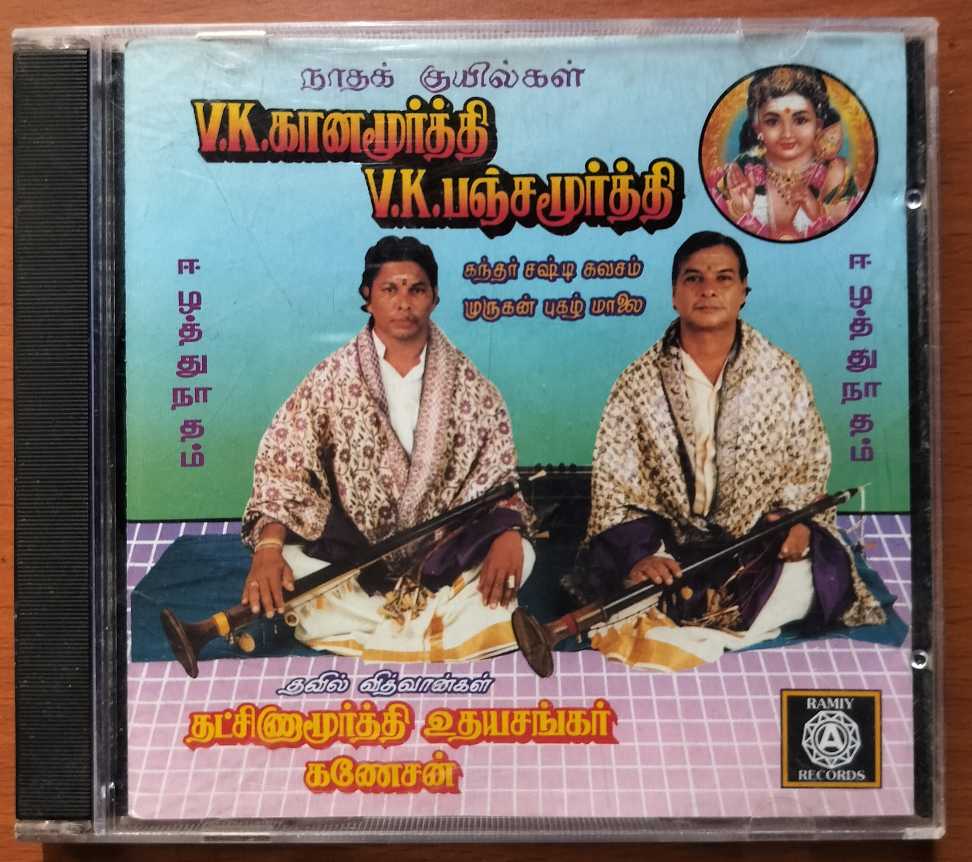 நாதக் குயில்கள்
V.K.கானமூர்த்தி
V.K.பஞ்சமூர்த்தி
கந்தர் சஷ்டி கவசம்
முருகன் புகழ் மாலை
ஈழத்து நாதம்
ஈழத்து நாதம்
தவில் வித்வான்கள்
தட்சிணாமூர்த்தி உதயசங்கர்
கணேசன்
RAMIY
A
RECORDS